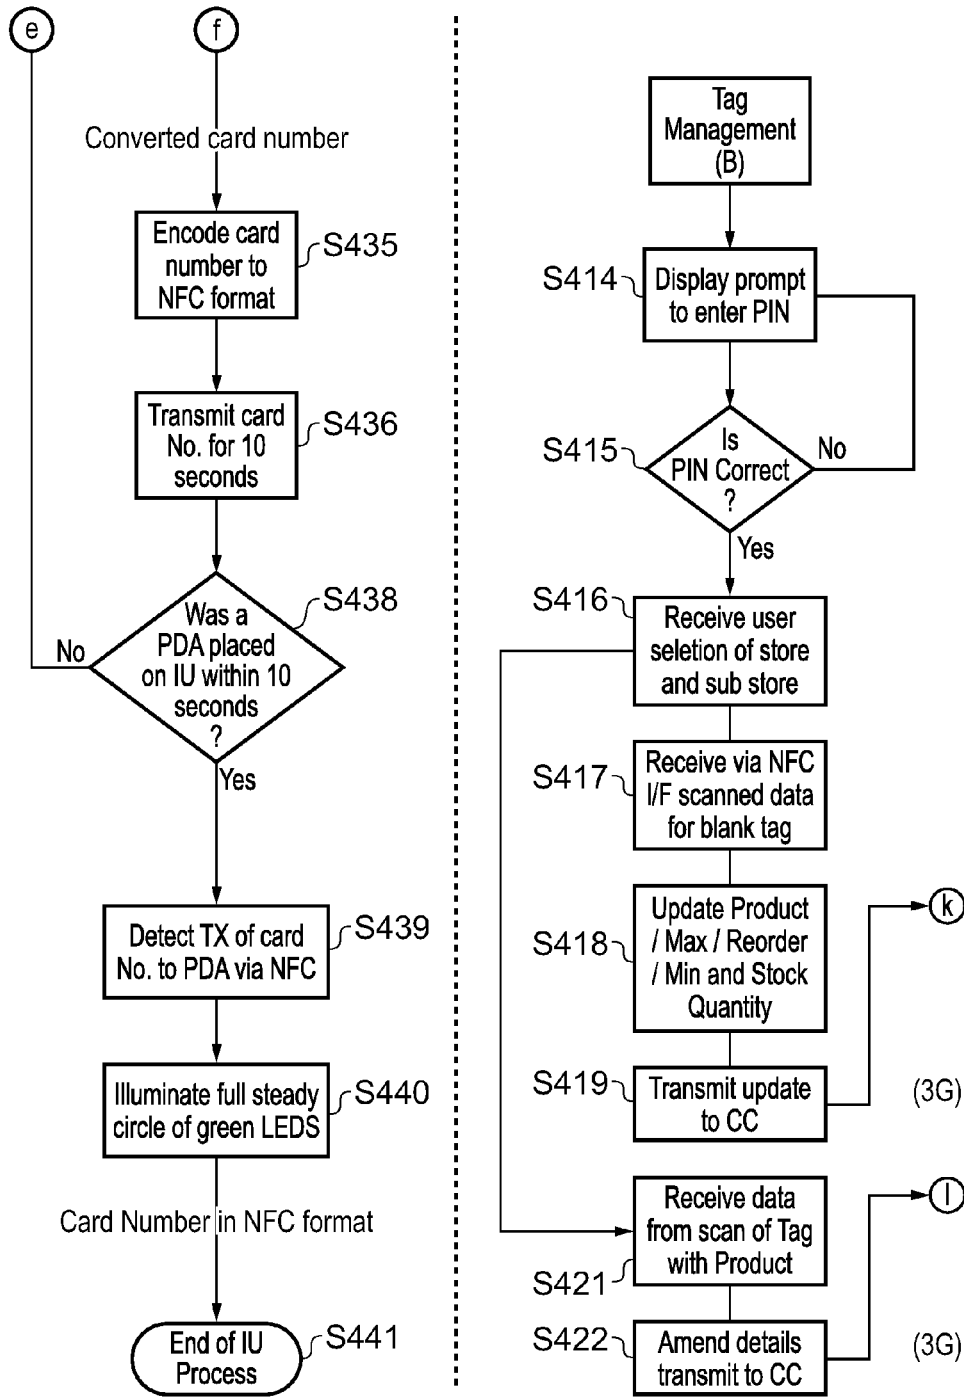 e
f
Converted card number
Encode card
number to
NFC format
S435
Transmit card
No. for 10
seconds
S436
Was a
PDA placed
on IU within 10
seconds
?
S438
No
Yes
Detect TX of card
No. to PDA via NFC
S439
Illuminate full steady
circle of green LEDS
S440
Card Number in NFC format
End of IU
Process
S441
Tag
Management
(B)
S414
Display prompt
to enter PIN
S415
Is
PIN Correct
?
No
Yes
S416
Receive user
seletion of store
and sub store
S417
Receive via NFC
I/F scanned data
for blank tag
S418
Update Product
/ Max / Reorder
/ Min and Stock
Quantity
k
S419
Transmit update
to CC
(3G)
Receive data
from scan of Tag
with Product
S421
l
S422
Amend details
transmit to CC
(3G)